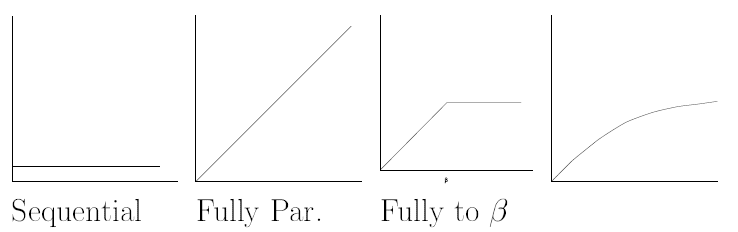 β
Sequential
Fully Par.
Fully to β